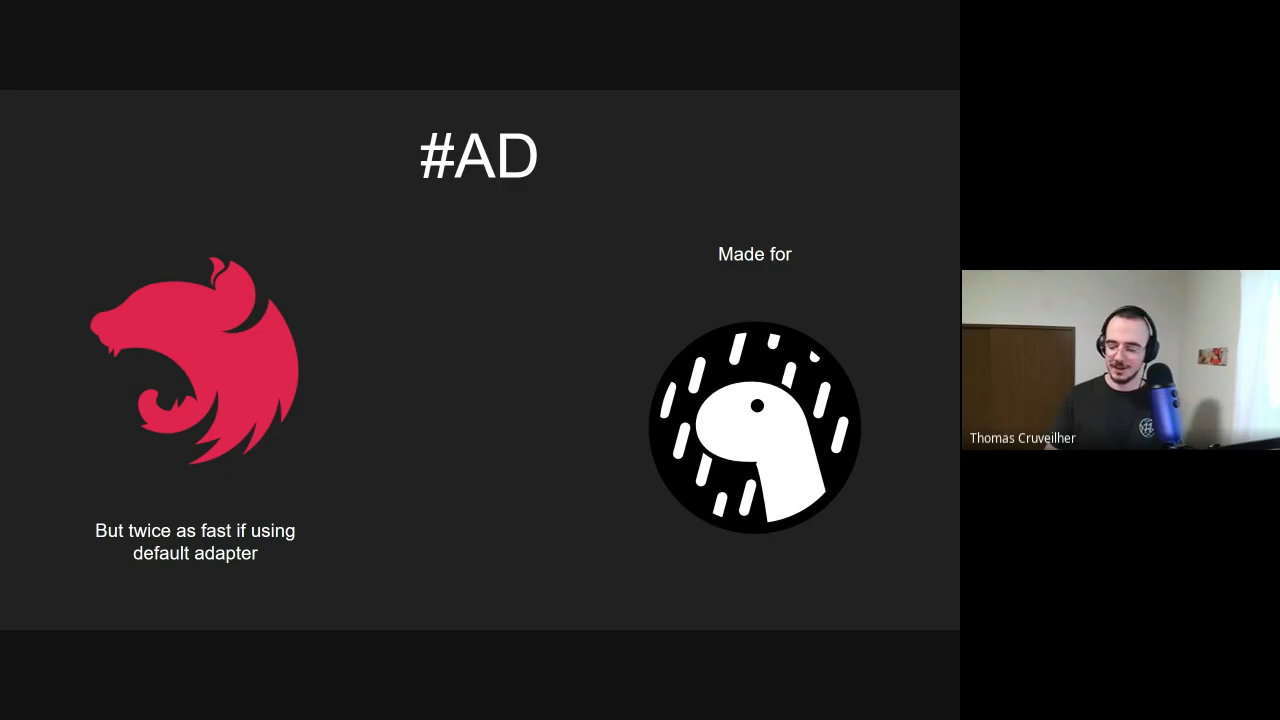 #AD
Made for
But twice as fast if using
default adapter
Thomas Cruveilher